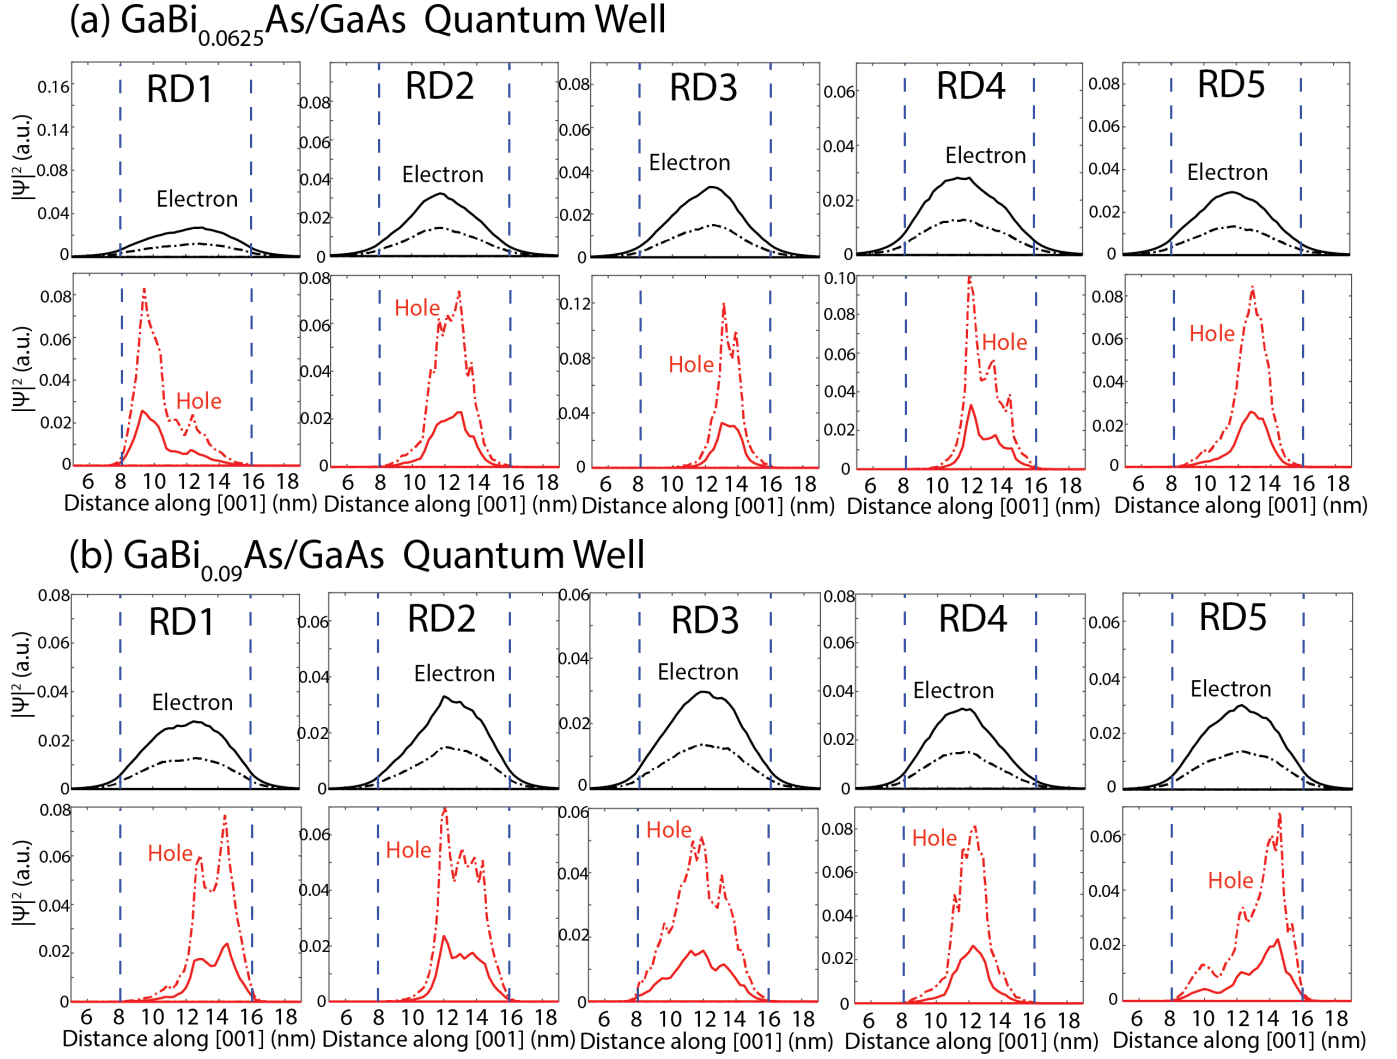 (a) GaBi0.0625As/GaAs Quantum Well
RD1 RD2 RD3 RD4 RD5
|Ψ|² (a.u.)
0.16 0.14 0.08 0.04 0
0.08 0.06 0.04 0.02 0
0.08 0.06 0.04 0.02 0
0.06 0.04 0.02 0
0.08 0.06 0.04 0.02 0
Electron Electron Electron Electron Electron
|Ψ|² (a.u.)
0.08 0.06 0.04 0.02 0
0.08 0.06 0.04 0.02 0
0.12 0.08 0.04 0
0.10 0.08 0.06 0.04 0.02 0
0.08 0.06 0.04 0.02 0
Hole Hole Hole Hole Hole
6 8 10 12 14 16 18 6 8 10 12 14 16 18 6 8 10 12 14 16 18 6 8 10 12 14 16 18 6 8 10 12 14 16 18
Distance along [001] (nm) Distance along [001] (nm) Distance along [001] (nm) Distance along [001] (nm) Distance along [001] (nm)
(b) GaBi0.09As/GaAs Quantum Well
RD1 RD2 RD3 RD4 RD5
|Ψ|² (a.u.)
0.08 0.06 0.04 0.02 0
0.06 0.04 0.02 0
0.06 0.04 0.02 0
0.08 0.06 0.04 0.02 0
0.06 0.04 0.02 0
Electron Electron Electron Electron Electron
|Ψ|² (a.u.)
0.08 0.06 0.04 0.02 0
0.06 0.04 0.02 0
0.06 0.04 0.02 0
0.08 0.06 0.04 0.02 0
0.06 0.04 0.02 0
Hole Hole Hole Hole Hole
6 8 10 12 14 16 18 6 8 10 12 14 16 18 6 8 10 12 14 16 18 6 8 10 12 14 16 18 6 8 10 12 14 16 18
Distance along [001] (nm) Distance along [001] (nm) Distance along [001] (nm) Distance along [001] (nm) Distance along [001] (nm)